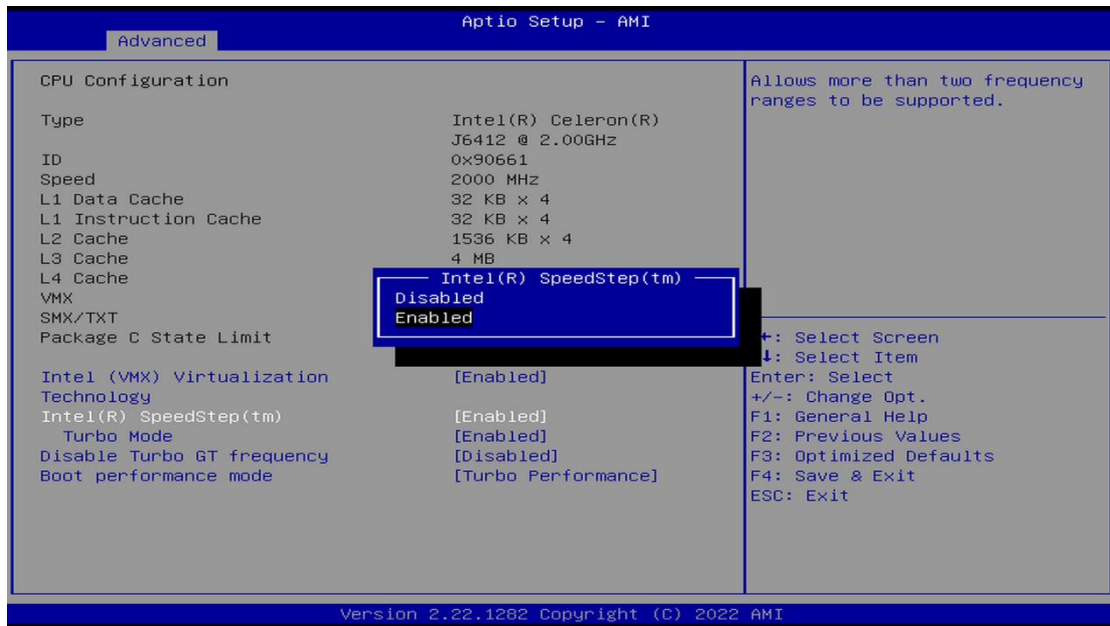 Aptio Setup – AMI
Advanced
CPU Configuration
Type Intel(R) Celeron(R)
J6412 @ 2.00GHz
ID 0x90661
Speed 2000 MHz
L1 Data Cache 32 KB x 4
L1 Instruction Cache 32 KB x 4
L2 Cache 1536 KB x 4
L3 Cache 4 MB
L4 Cache
VMX
SMX/TXT
Package C State Limit
Intel(R) SpeedStep(tm)
Disabled
Enabled
Intel (VMX) Virtualization [Enabled]
Technology
Intel(R) SpeedStep(tm) [Enabled]
Turbo Mode [Enabled]
Disable Turbo GT frequency [Disabled]
Boot performance mode [Turbo Performance]
Allows more than two frequency
ranges to be supported.
←: Select Screen
↓: Select Item
Enter: Select
+/-: Change Opt.
F1: General Help
F2: Previous Values
F3: Optimized Defaults
F4: Save & Exit
ESC: Exit
Version 2.22.1282 Copyright (C) 2022 AMI